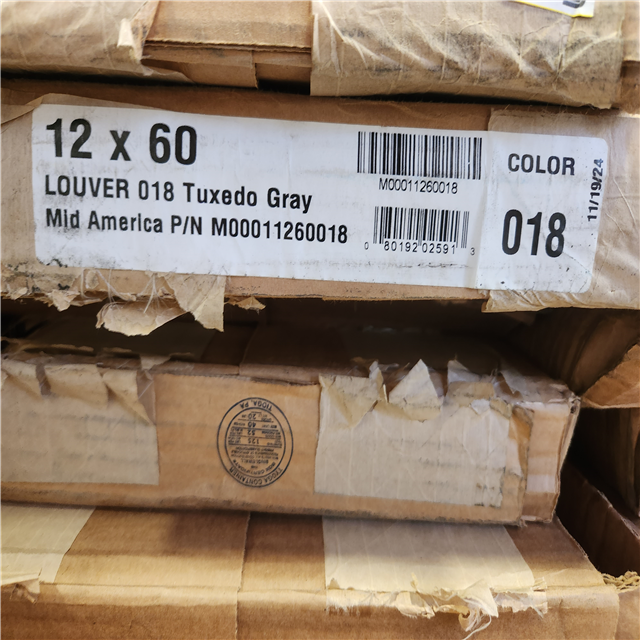 12 x 60
LOUVER 018 Tuxedo Gray
Mid America P/N M00011260018
M00011260018
0 80192 02591 3
COLOR
018
11/19/24